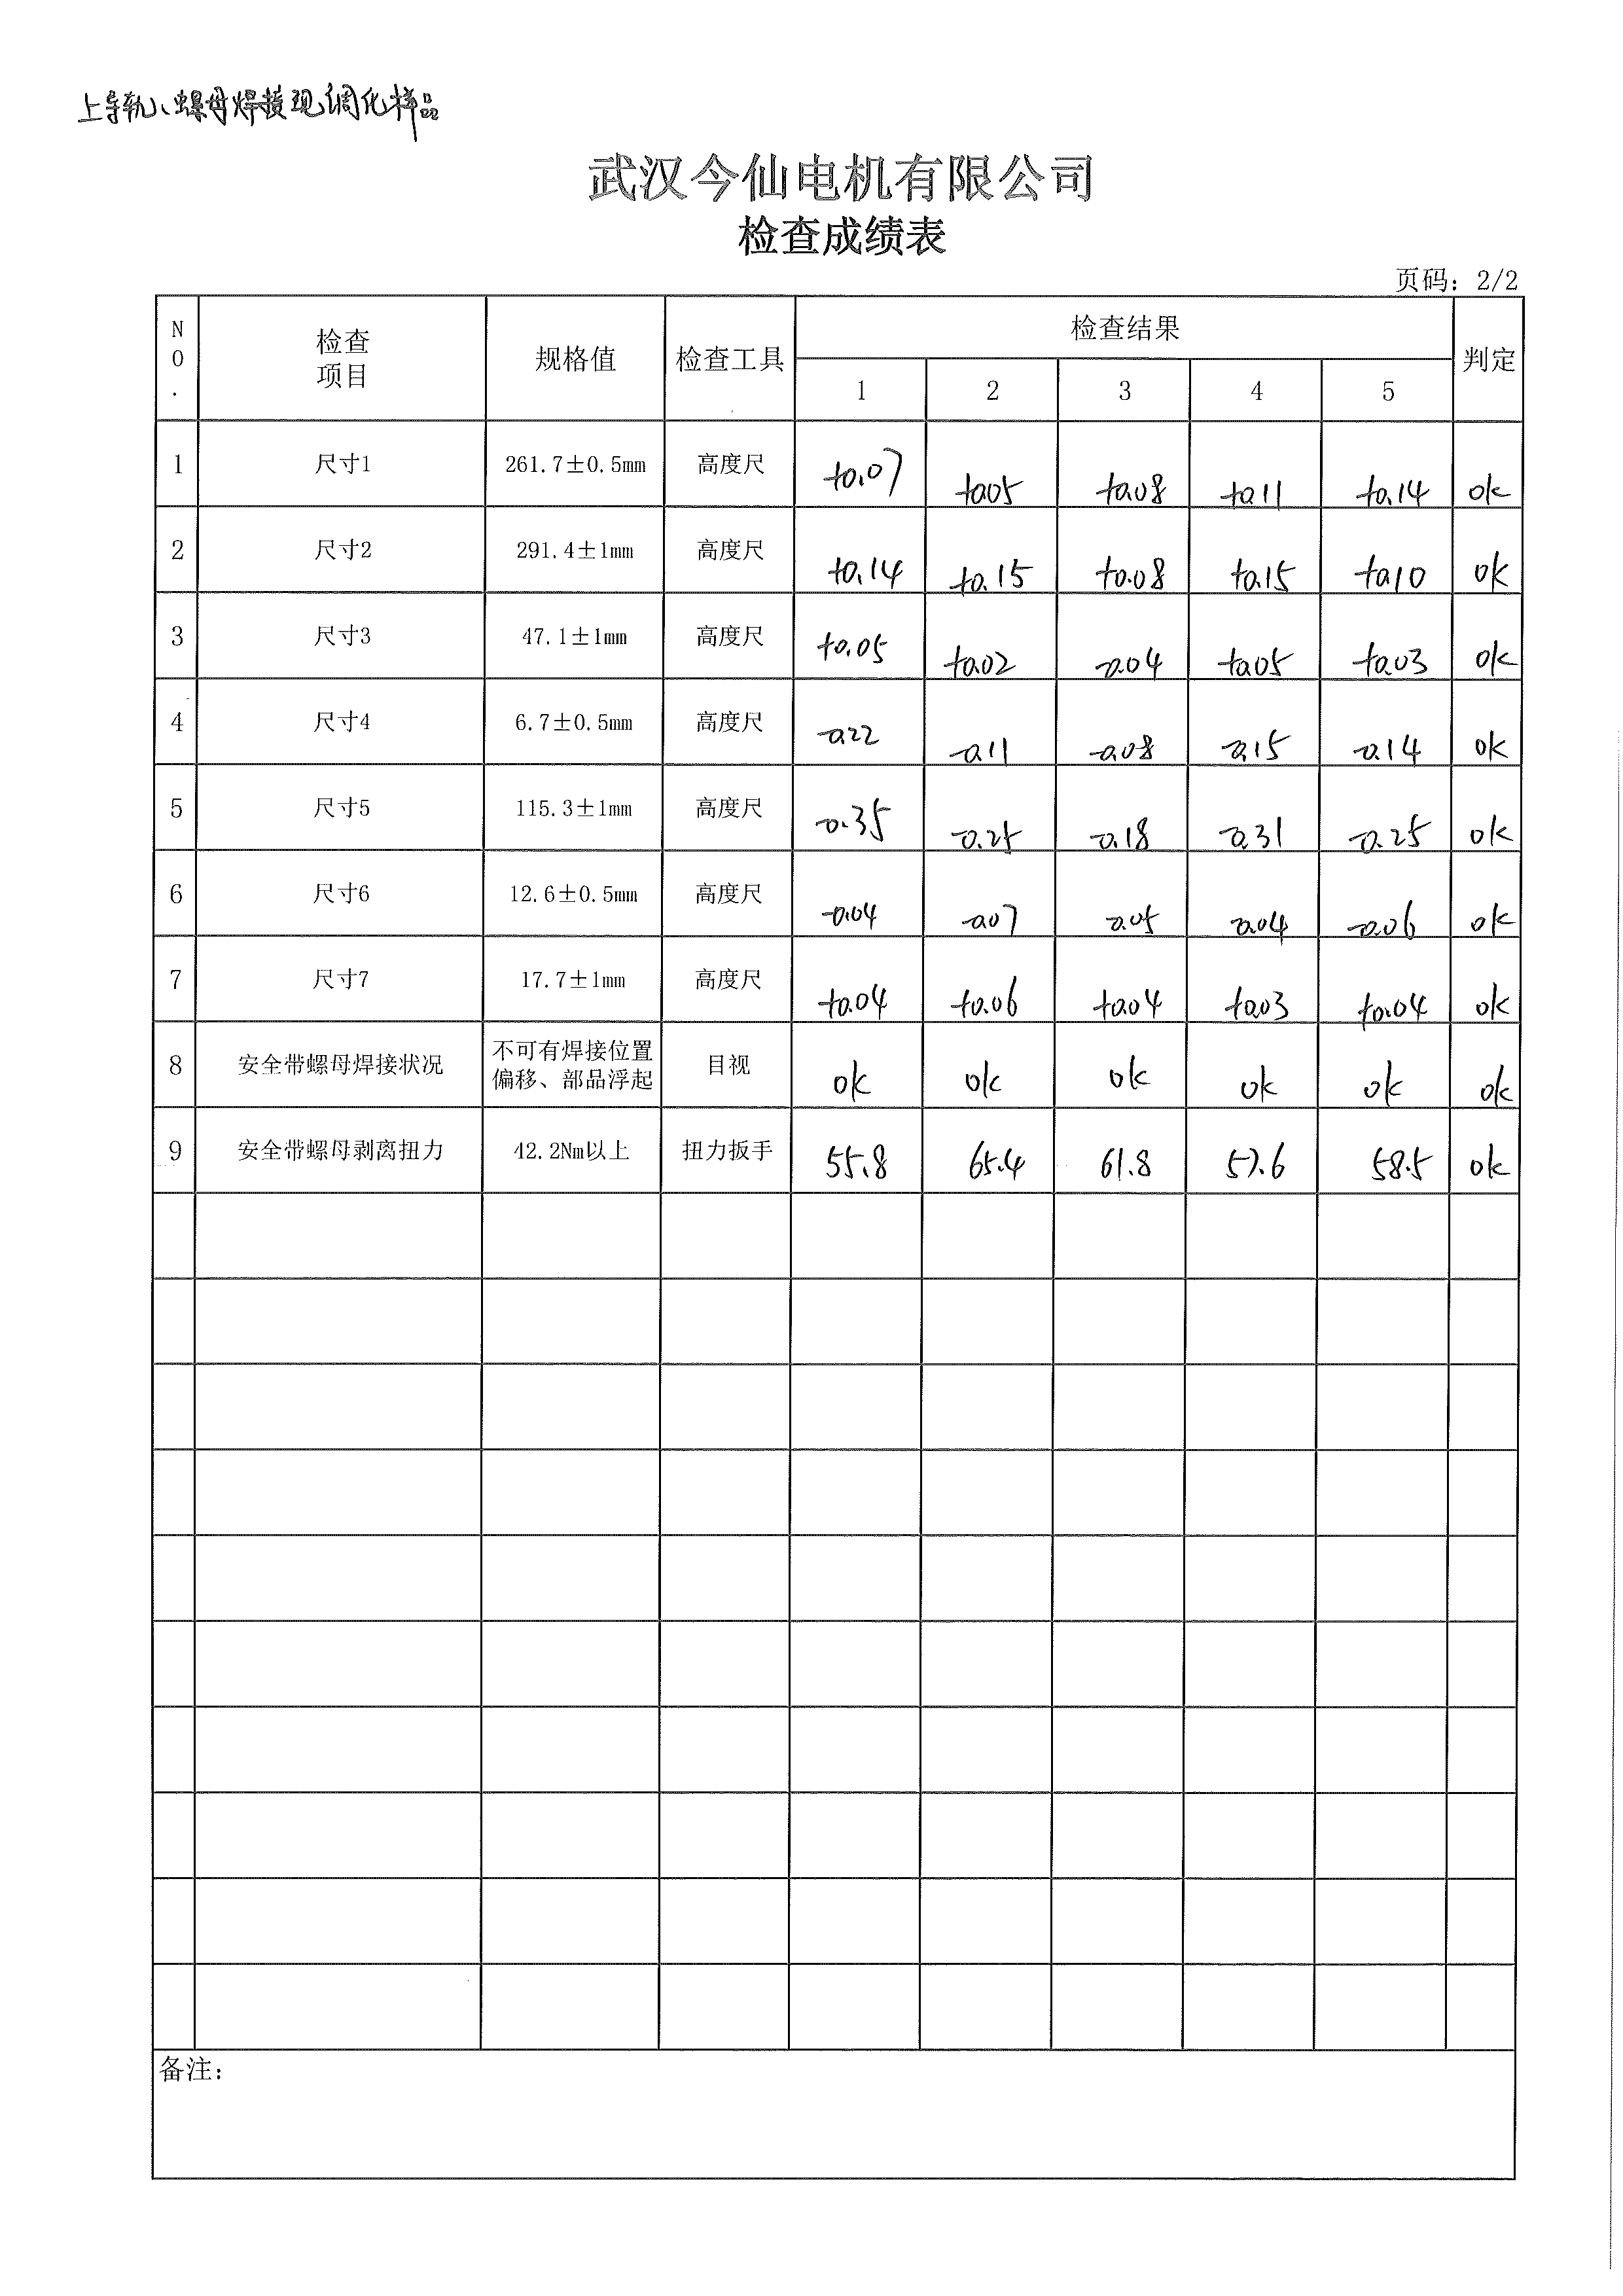 上导轨、螺母焊接现调化样品
武汉今仙电机有限公司
检查成绩表
页码：2/2
NO. 检查项目 规格值 检查工具 检查结果 判定
1 2 3 4 5
1 尺寸1 261.7±0.5mm 高度尺 +0.07 +0.05 +0.08 +0.11 +0.14 ok
2 尺寸2 291.4±1mm 高度尺 +0.14 +0.15 +0.08 +0.15 +0.10 ok
3 尺寸3 47.1±1mm 高度尺 +0.05 +0.02 -0.04 +0.05 +0.03 ok
4 尺寸4 6.7±0.5mm 高度尺 -0.22 -0.11 -0.08 -0.15 -0.14 ok
5 尺寸5 115.3±1mm 高度尺 -0.35 -0.25 -0.18 -0.31 -0.25 ok
6 尺寸6 12.6±0.5mm 高度尺 -0.04 -0.07 -0.05 -0.04 -0.06 ok
7 尺寸7 17.7±1mm 高度尺 +0.04 +0.06 +0.04 +0.03 +0.04 ok
8 安全带螺母焊接状况 不可有焊接位置偏移、部品浮起 目视 ok ok ok ok ok ok
9 安全带螺母剥离扭力 42.2Nm以上 扭力扳手 55.8 65.4 61.8 57.6 58.5 ok
备注：